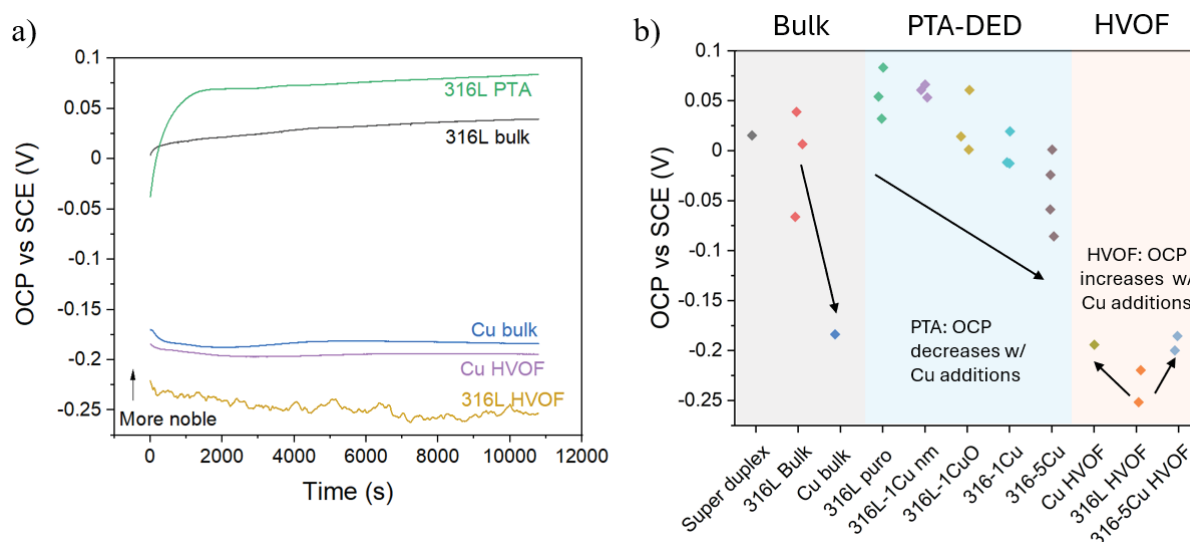 a)
OCP vs SCE (V)
0.1
0.05
0
-0.05
-0.1
-0.15
-0.2
-0.25
316L PTA
316L bulk
Cu bulk
Cu HVOF
316L HVOF
More noble
0
2000
4000
6000
8000
10000
12000
Time (s)
b)
Bulk
PTA-DED
HVOF
OCP vs SCE (V)
0.1
0.05
0
-0.05
-0.1
-0.15
-0.2
-0.25
PTA: OCP
decreases w/
Cu additions
HVOF: OCP
increases w/
Cu additions
Super duplex
316L Bulk
Cu bulk
316L puro
316L-1Cu nm
316L-1CuO
316-1Cu
316-5Cu
Cu HVOF
316L HVOF
316-5Cu HVOF